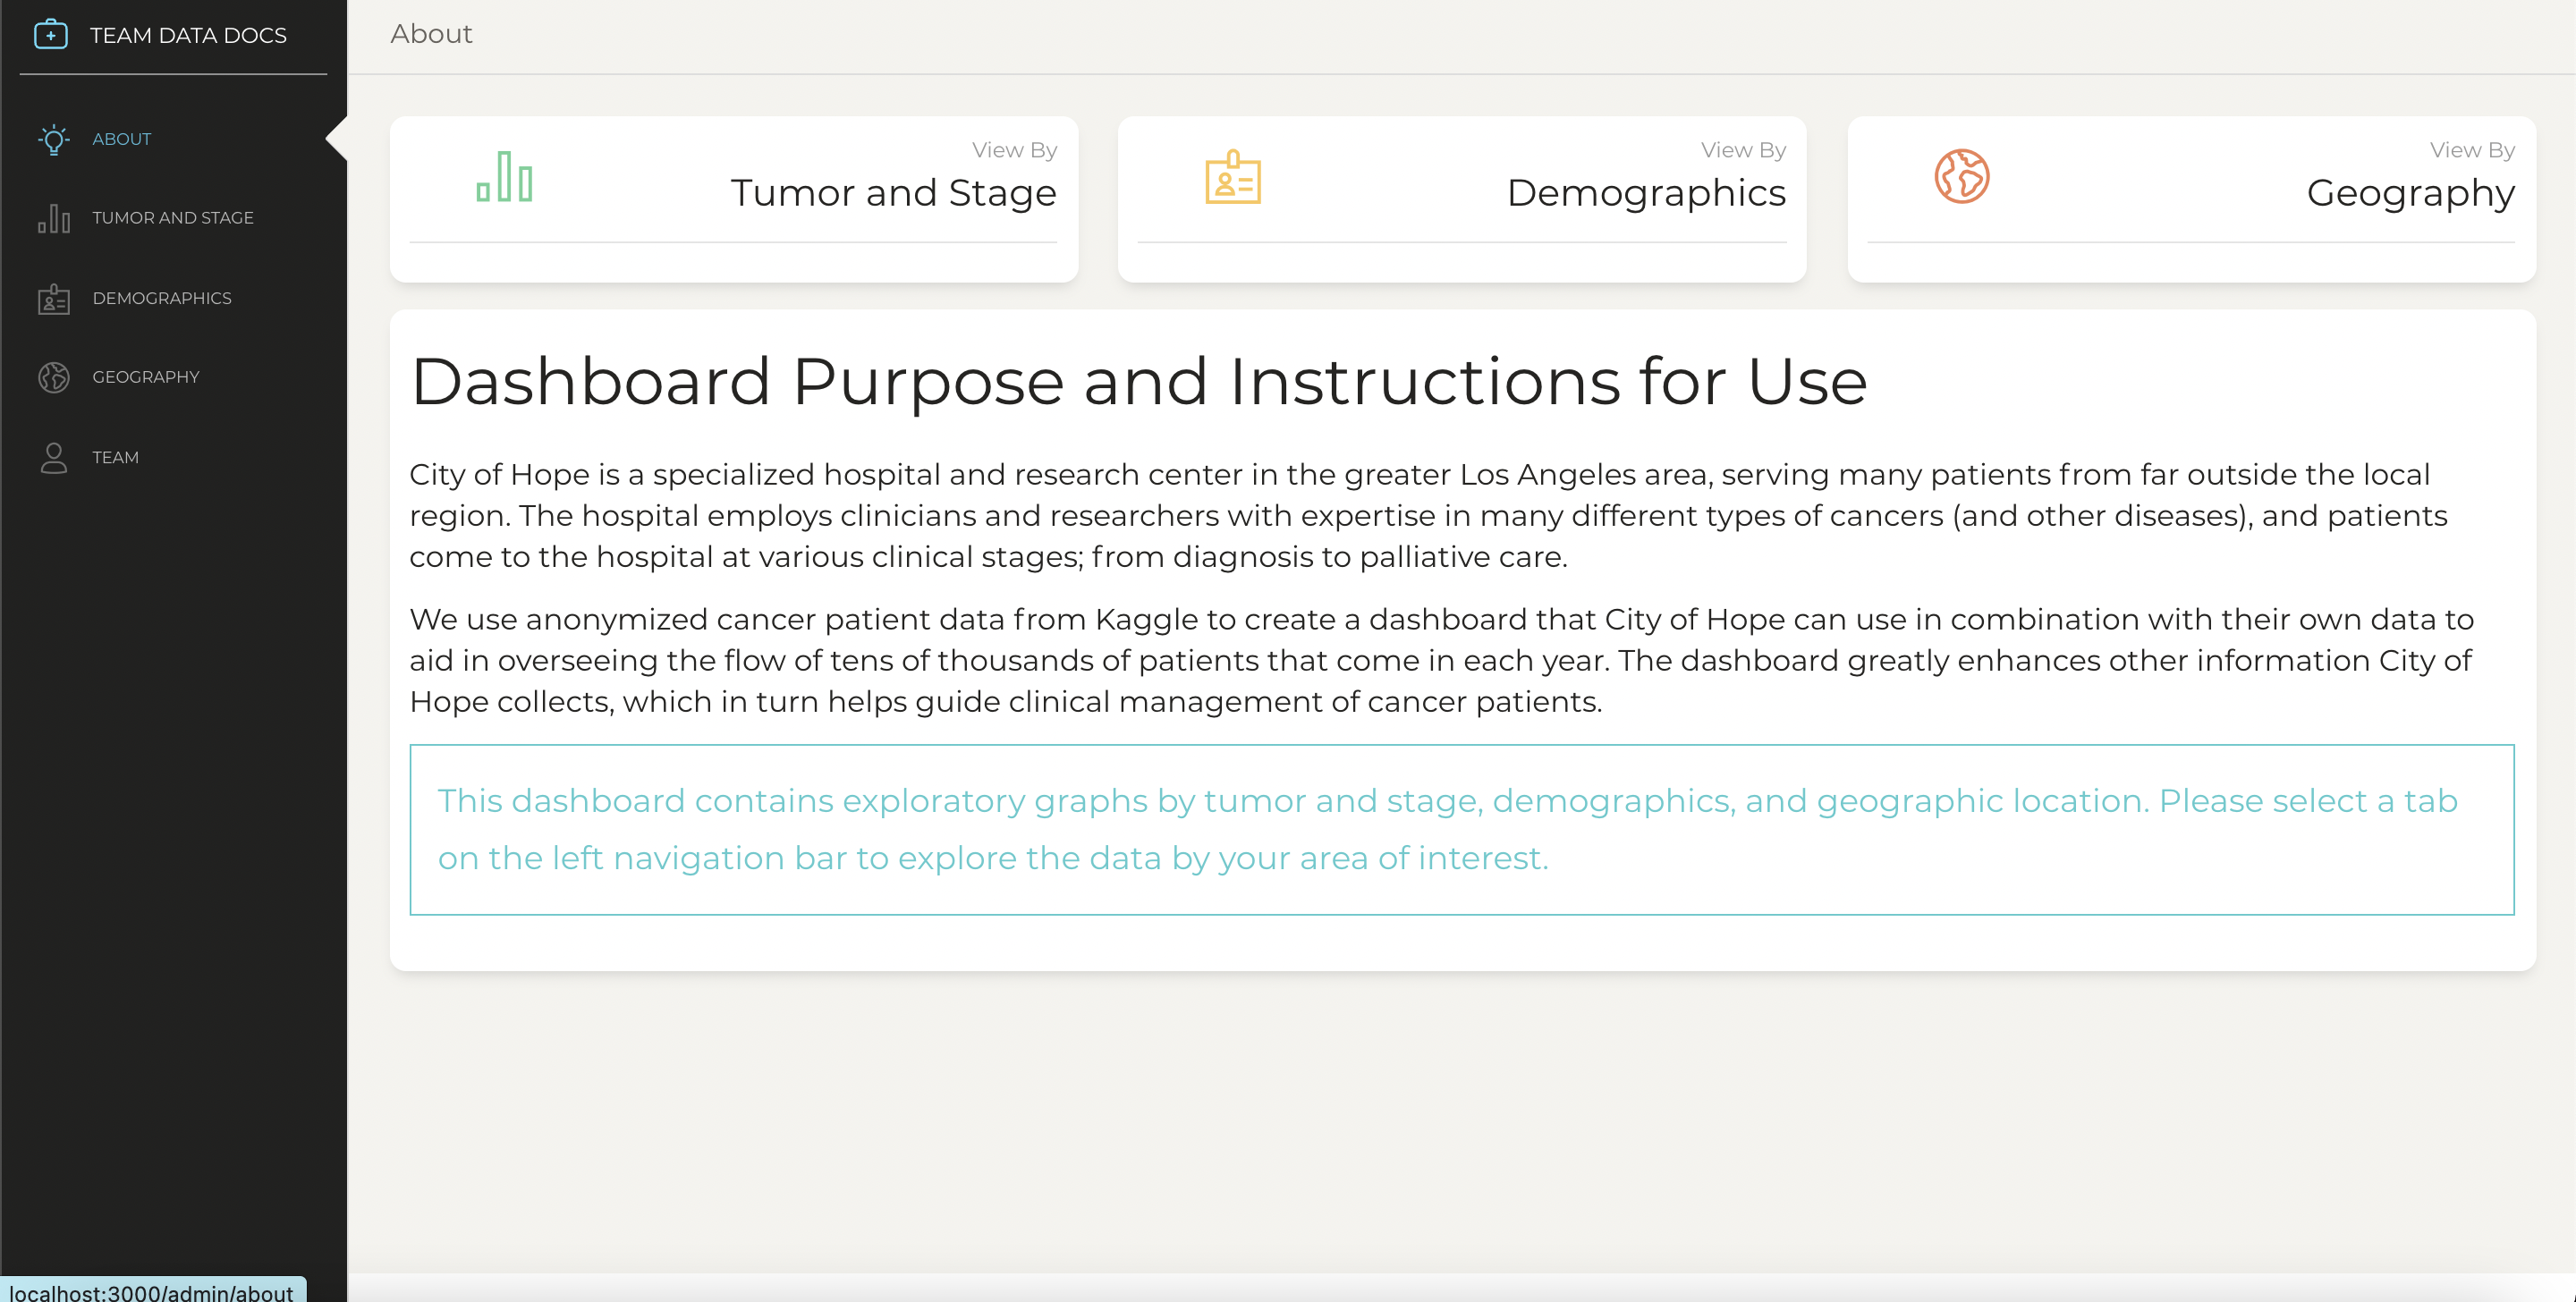 TEAM DATA DOCS
ABOUT
TUMOR AND STAGE
DEMOGRAPHICS
GEOGRAPHY
TEAM
About
View By
Tumor and Stage
View By
Demographics
View By
Geography
Dashboard Purpose and Instructions for Use
City of Hope is a specialized hospital and research center in the greater Los Angeles area, serving many patients from far outside the local
region. The hospital employs clinicians and researchers with expertise in many different types of cancers (and other diseases), and patients
come to the hospital at various clinical stages; from diagnosis to palliative care.
We use anonymized cancer patient data from Kaggle to create a dashboard that City of Hope can use in combination with their own data to
aid in overseeing the flow of tens of thousands of patients that come in each year. The dashboard greatly enhances other information City of
Hope collects, which in turn helps guide clinical management of cancer patients.
This dashboard contains exploratory graphs by tumor and stage, demographics, and geographic location. Please select a tab
on the left navigation bar to explore the data by your area of interest.
localhost:3000/admin/about